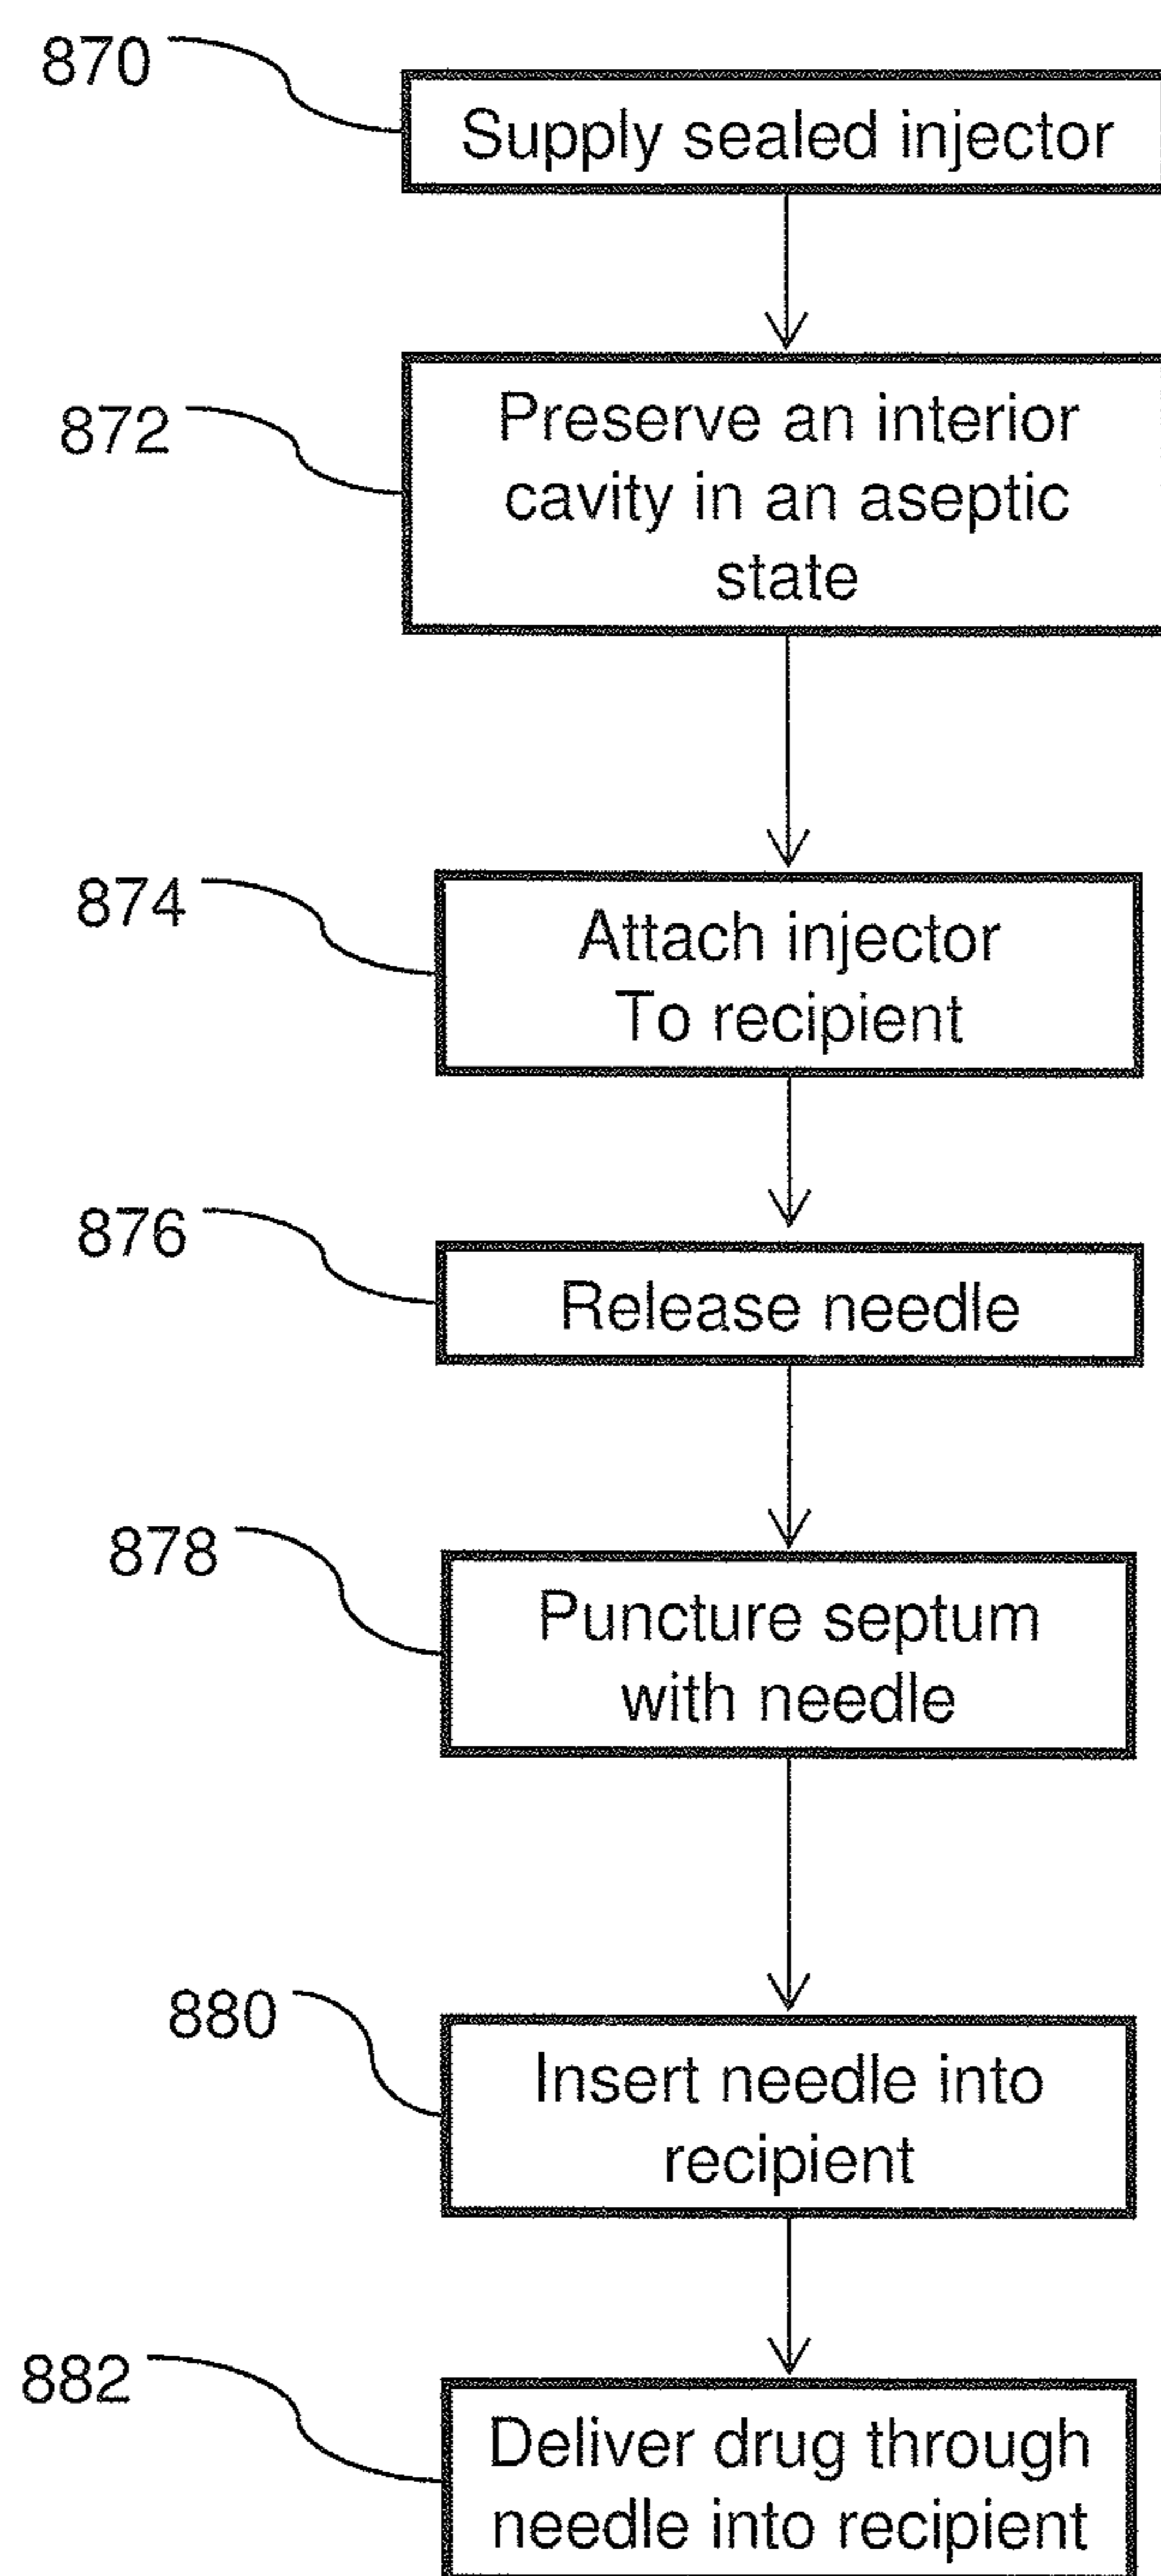 870
Supply sealed injector
872
Preserve an interior
cavity in an aseptic
state
874
Attach injector
To recipient
876
Release needle
878
Puncture septum
with needle
880
Insert needle into
recipient
882
Deliver drug through
needle into recipient